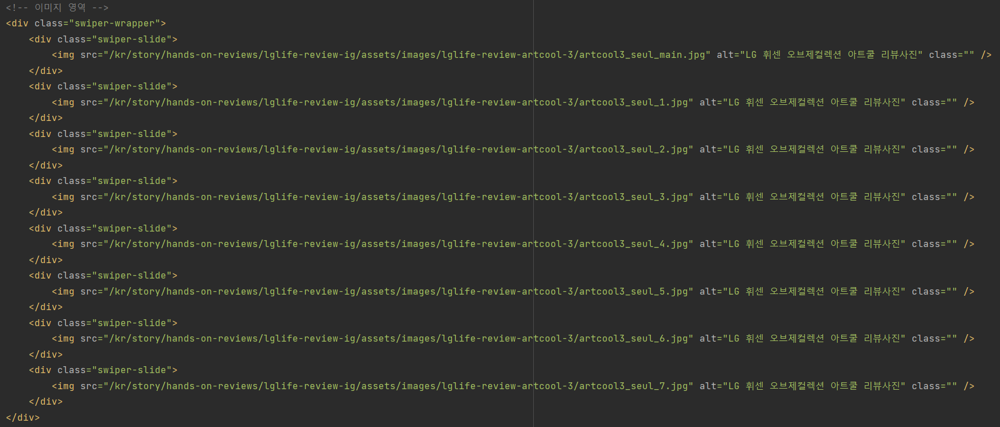 <!-- 이미지 영역 -->
<div class="swiper-wrapper">
    <div class="swiper-slide">
        <img src="/kr/story/hands-on-reviews/lglife-review-ig/assets/images/lglife-review-artcool-3/artcool3_seul_main.jpg" alt="LG 휘센 오브제컬렉션 아트쿨 리뷰사진" class="" />
    </div>
    <div class="swiper-slide">
        <img src="/kr/story/hands-on-reviews/lglife-review-ig/assets/images/lglife-review-artcool-3/artcool3_seul_1.jpg" alt="LG 휘센 오브제컬렉션 아트쿨 리뷰사진" class="" />
    </div>
    <div class="swiper-slide">
        <img src="/kr/story/hands-on-reviews/lglife-review-ig/assets/images/lglife-review-artcool-3/artcool3_seul_2.jpg" alt="LG 휘센 오브제컬렉션 아트쿨 리뷰사진" class="" />
    </div>
    <div class="swiper-slide">
        <img src="/kr/story/hands-on-reviews/lglife-review-ig/assets/images/lglife-review-artcool-3/artcool3_seul_3.jpg" alt="LG 휘센 오브제컬렉션 아트쿨 리뷰사진" class="" />
    </div>
    <div class="swiper-slide">
        <img src="/kr/story/hands-on-reviews/lglife-review-ig/assets/images/lglife-review-artcool-3/artcool3_seul_4.jpg" alt="LG 휘센 오브제컬렉션 아트쿨 리뷰사진" class="" />
    </div>
    <div class="swiper-slide">
        <img src="/kr/story/hands-on-reviews/lglife-review-ig/assets/images/lglife-review-artcool-3/artcool3_seul_5.jpg" alt="LG 휘센 오브제컬렉션 아트쿨 리뷰사진" class="" />
    </div>
    <div class="swiper-slide">
        <img src="/kr/story/hands-on-reviews/lglife-review-ig/assets/images/lglife-review-artcool-3/artcool3_seul_6.jpg" alt="LG 휘센 오브제컬렉션 아트쿨 리뷰사진" class="" />
    </div>
    <div class="swiper-slide">
        <img src="/kr/story/hands-on-reviews/lglife-review-ig/assets/images/lglife-review-artcool-3/artcool3_seul_7.jpg" alt="LG 휘센 오브제컬렉션 아트쿨 리뷰사진" class="" />
    </div>
</div>